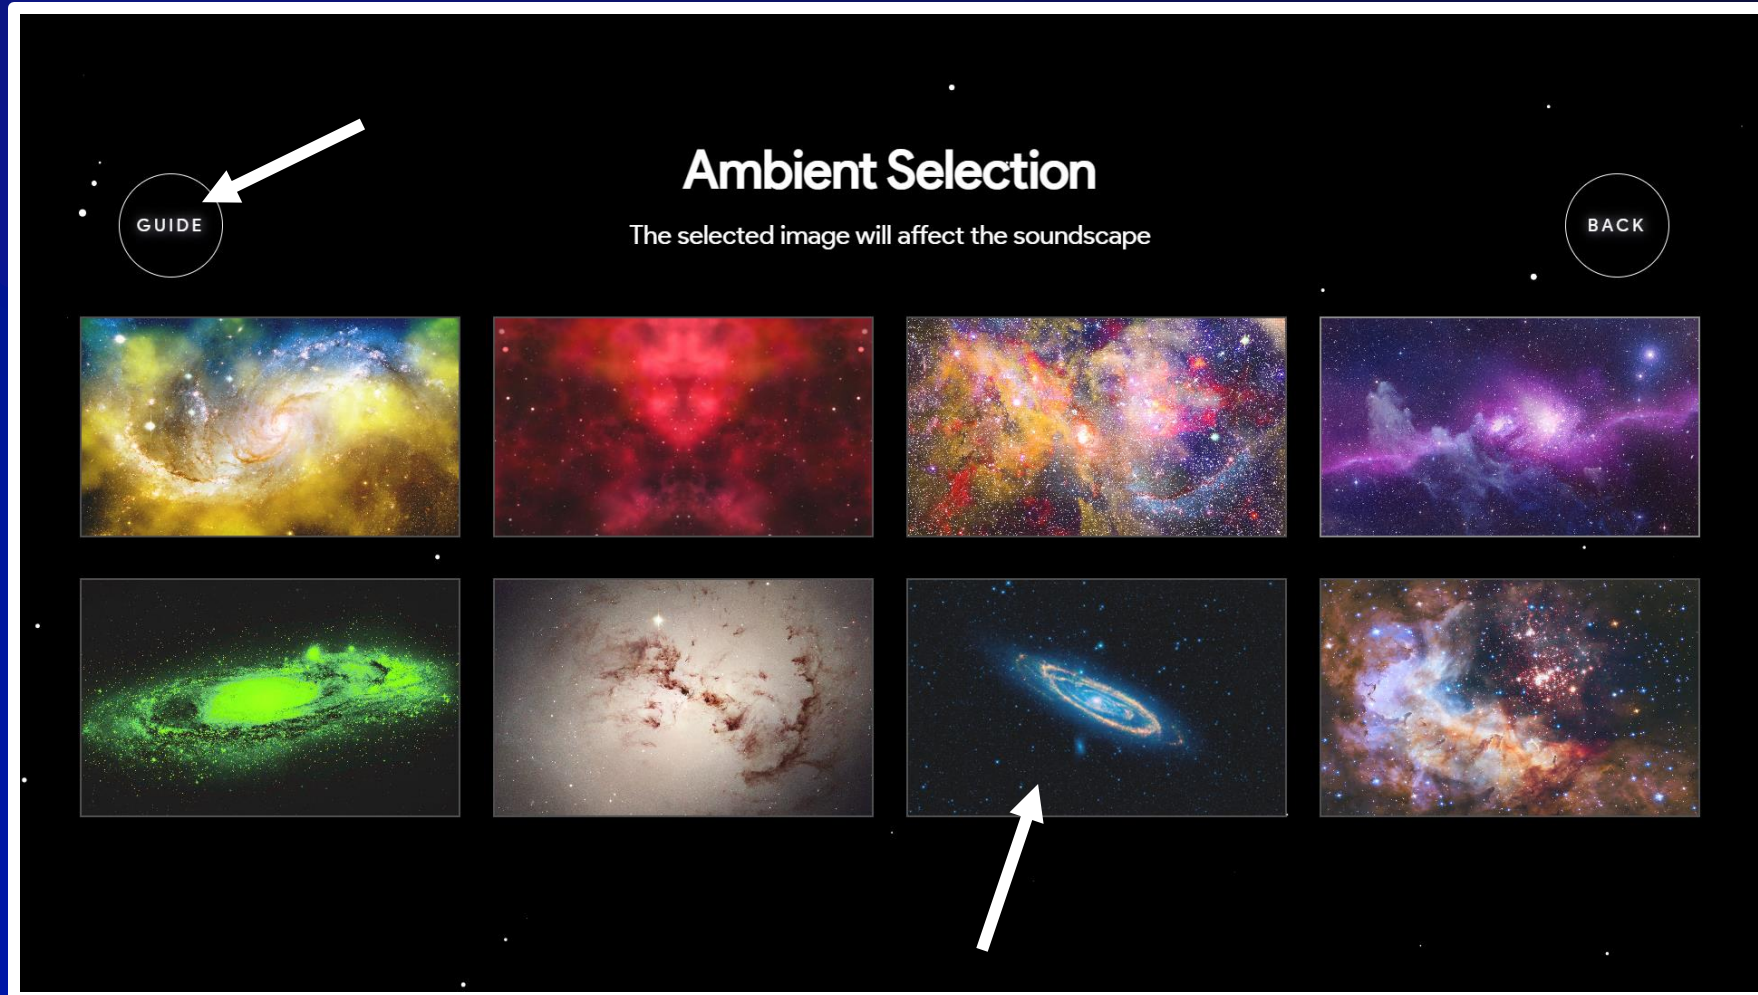 Ambient Selection
GUIDE
The selected image will affect the soundscape
BACK